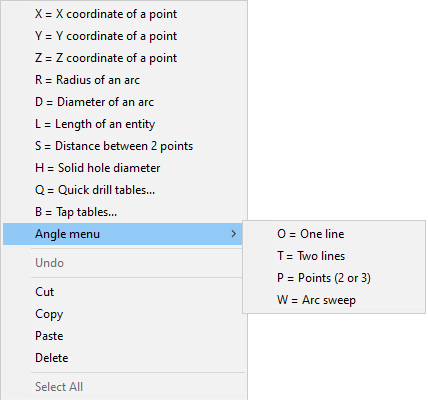 X = X coordinate of a point
Y = Y coordinate of a point
Z = Z coordinate of a point
R = Radius of an arc
D = Diameter of an arc
L = Length of an entity
S = Distance between 2 points
H = Solid hole diameter
Q = Quick drill tables...
B = Tap tables...
Angle menu
O = One line
T = Two lines
P = Points (2 or 3)
W = Arc sweep
Undo
Cut
Copy
Paste
Delete
Select All